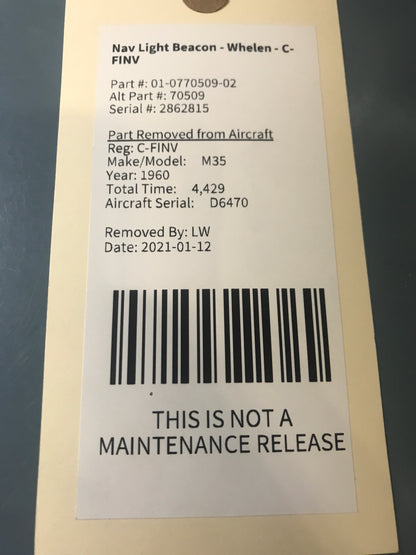 Nav Light Beacon - Whelen - C-
FINV
Part #: 01-0770509-02
Alt Part #: 70509
Serial #: 2862815
Part Removed from Aircraft
Reg: C-FINV
Make/Model: M35
Year: 1960
Total Time: 4,429
Aircraft Serial: D6470
Removed By: LW
Date: 2021-01-12
THIS IS NOT A
MAINTENANCE RELEASE